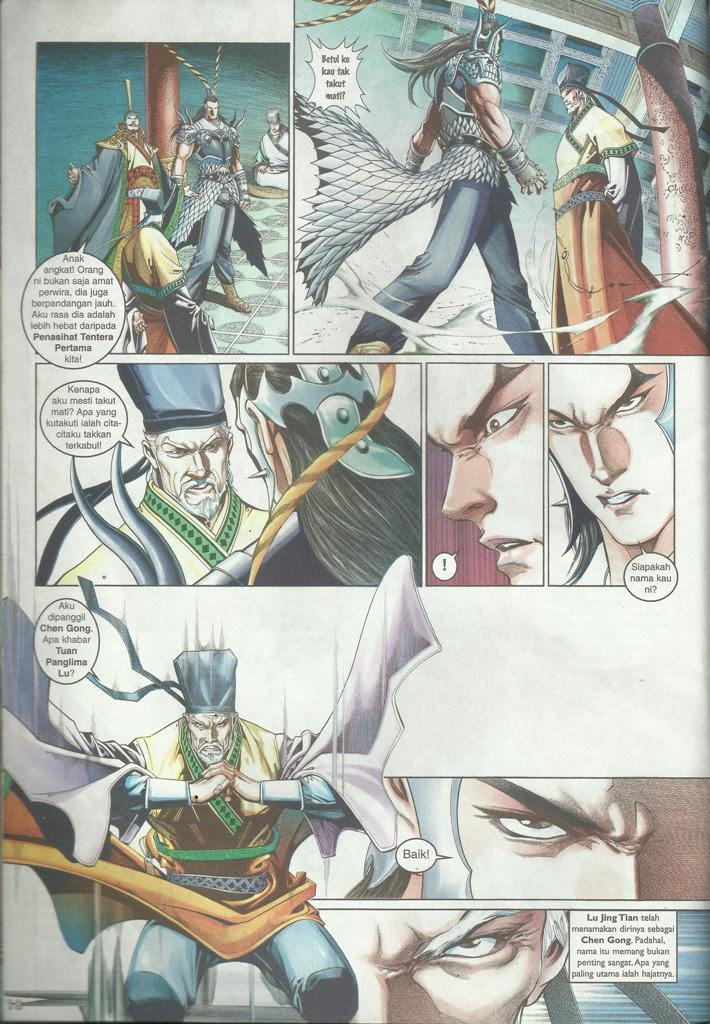 Anak
angkat! Orang
ni bukan saja amat
perwira, dia juga
berpandangan jauh.
Aku rasa dia adalah
lebih hebat daripada
Penasihat Tentera
Pertama
kita!
Betul ke
kau tak
takut
mati?
Kenapa
aku mesti takut
mati? Apa yang
kutakuti ialah cita-
citaku takkan
terkabul!
!
Siapakah
nama kau
ni?
Aku
dipanggil
Chen Gong.
Apa khabar
Tuan
Panglima
Lu?
Baik!
Lu Jing Tian telah
menamakan dirinya sebagai
Chen Gong. Padahal,
nama itu memang bukan
penting sangat. Apa yang
paling utama ialah hajatnya.